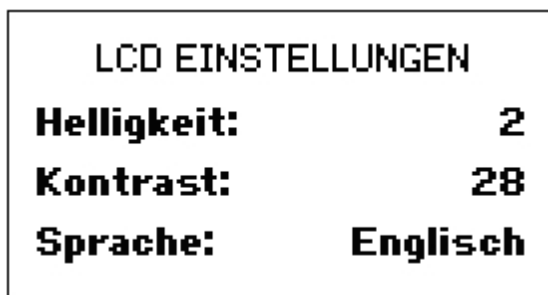 LCD EINSTELLUNGEN
Helligkeit: 2
Kontrast: 28
Sprache: Englisch